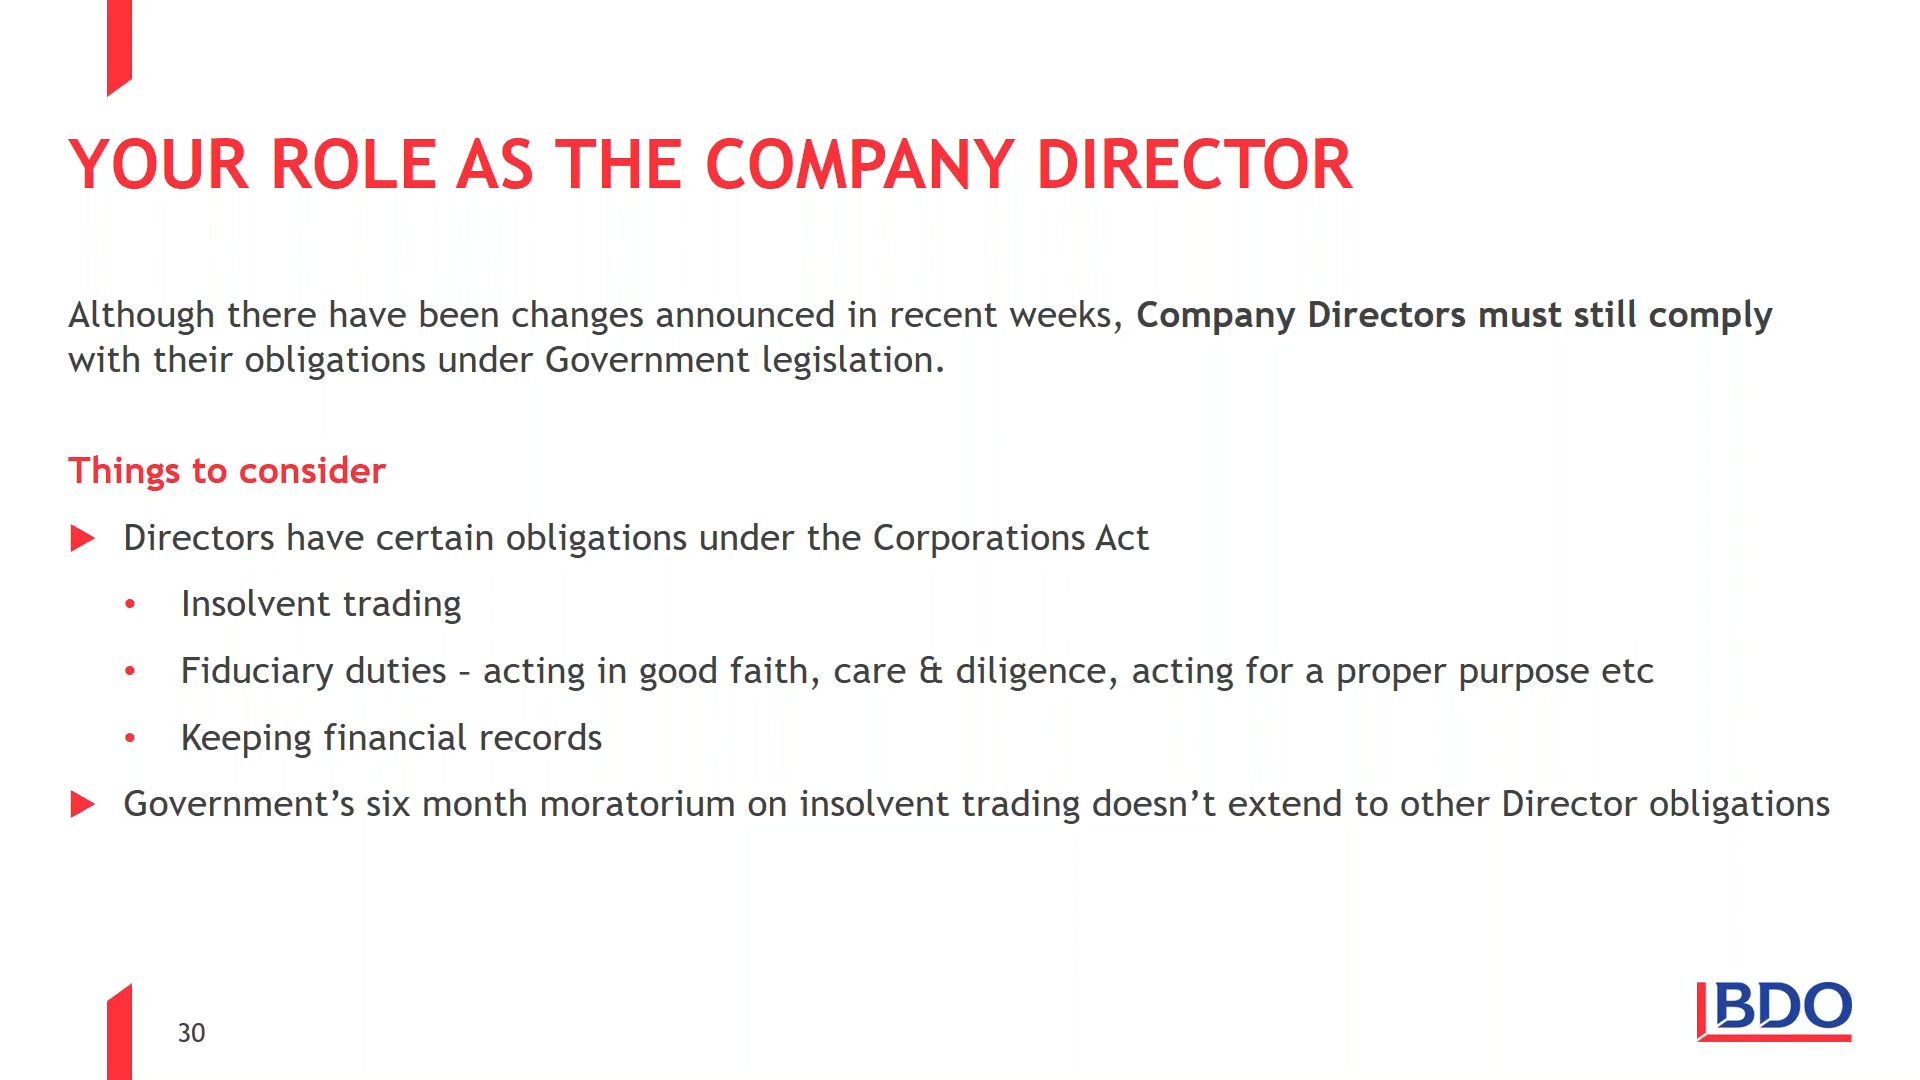 YOUR ROLE AS THE COMPANY DIRECTOR
Although there have been changes announced in recent weeks, Company Directors must still comply
with their obligations under Government legislation.
Things to consider
▶ Directors have certain obligations under the Corporations Act
• Insolvent trading
• Fiduciary duties – acting in good faith, care & diligence, acting for a proper purpose etc
• Keeping financial records
▶ Government’s six month moratorium on insolvent trading doesn’t extend to other Director obligations
30
BDO